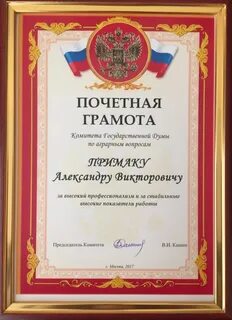 ПОЧЕТНАЯ
ГРАМОТА
Комитета Государственной Думы
по аграрным вопросам
ПРИМАКУ
Александру Викторовичу
за высокий профессионализм и за стабильные
высокие показатели работы
Председатель Комитета В.И. Кашин
г. Москва, 2017